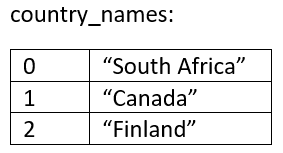 country_names:
0 “South Africa”
1 “Canada”
2 “Finland”